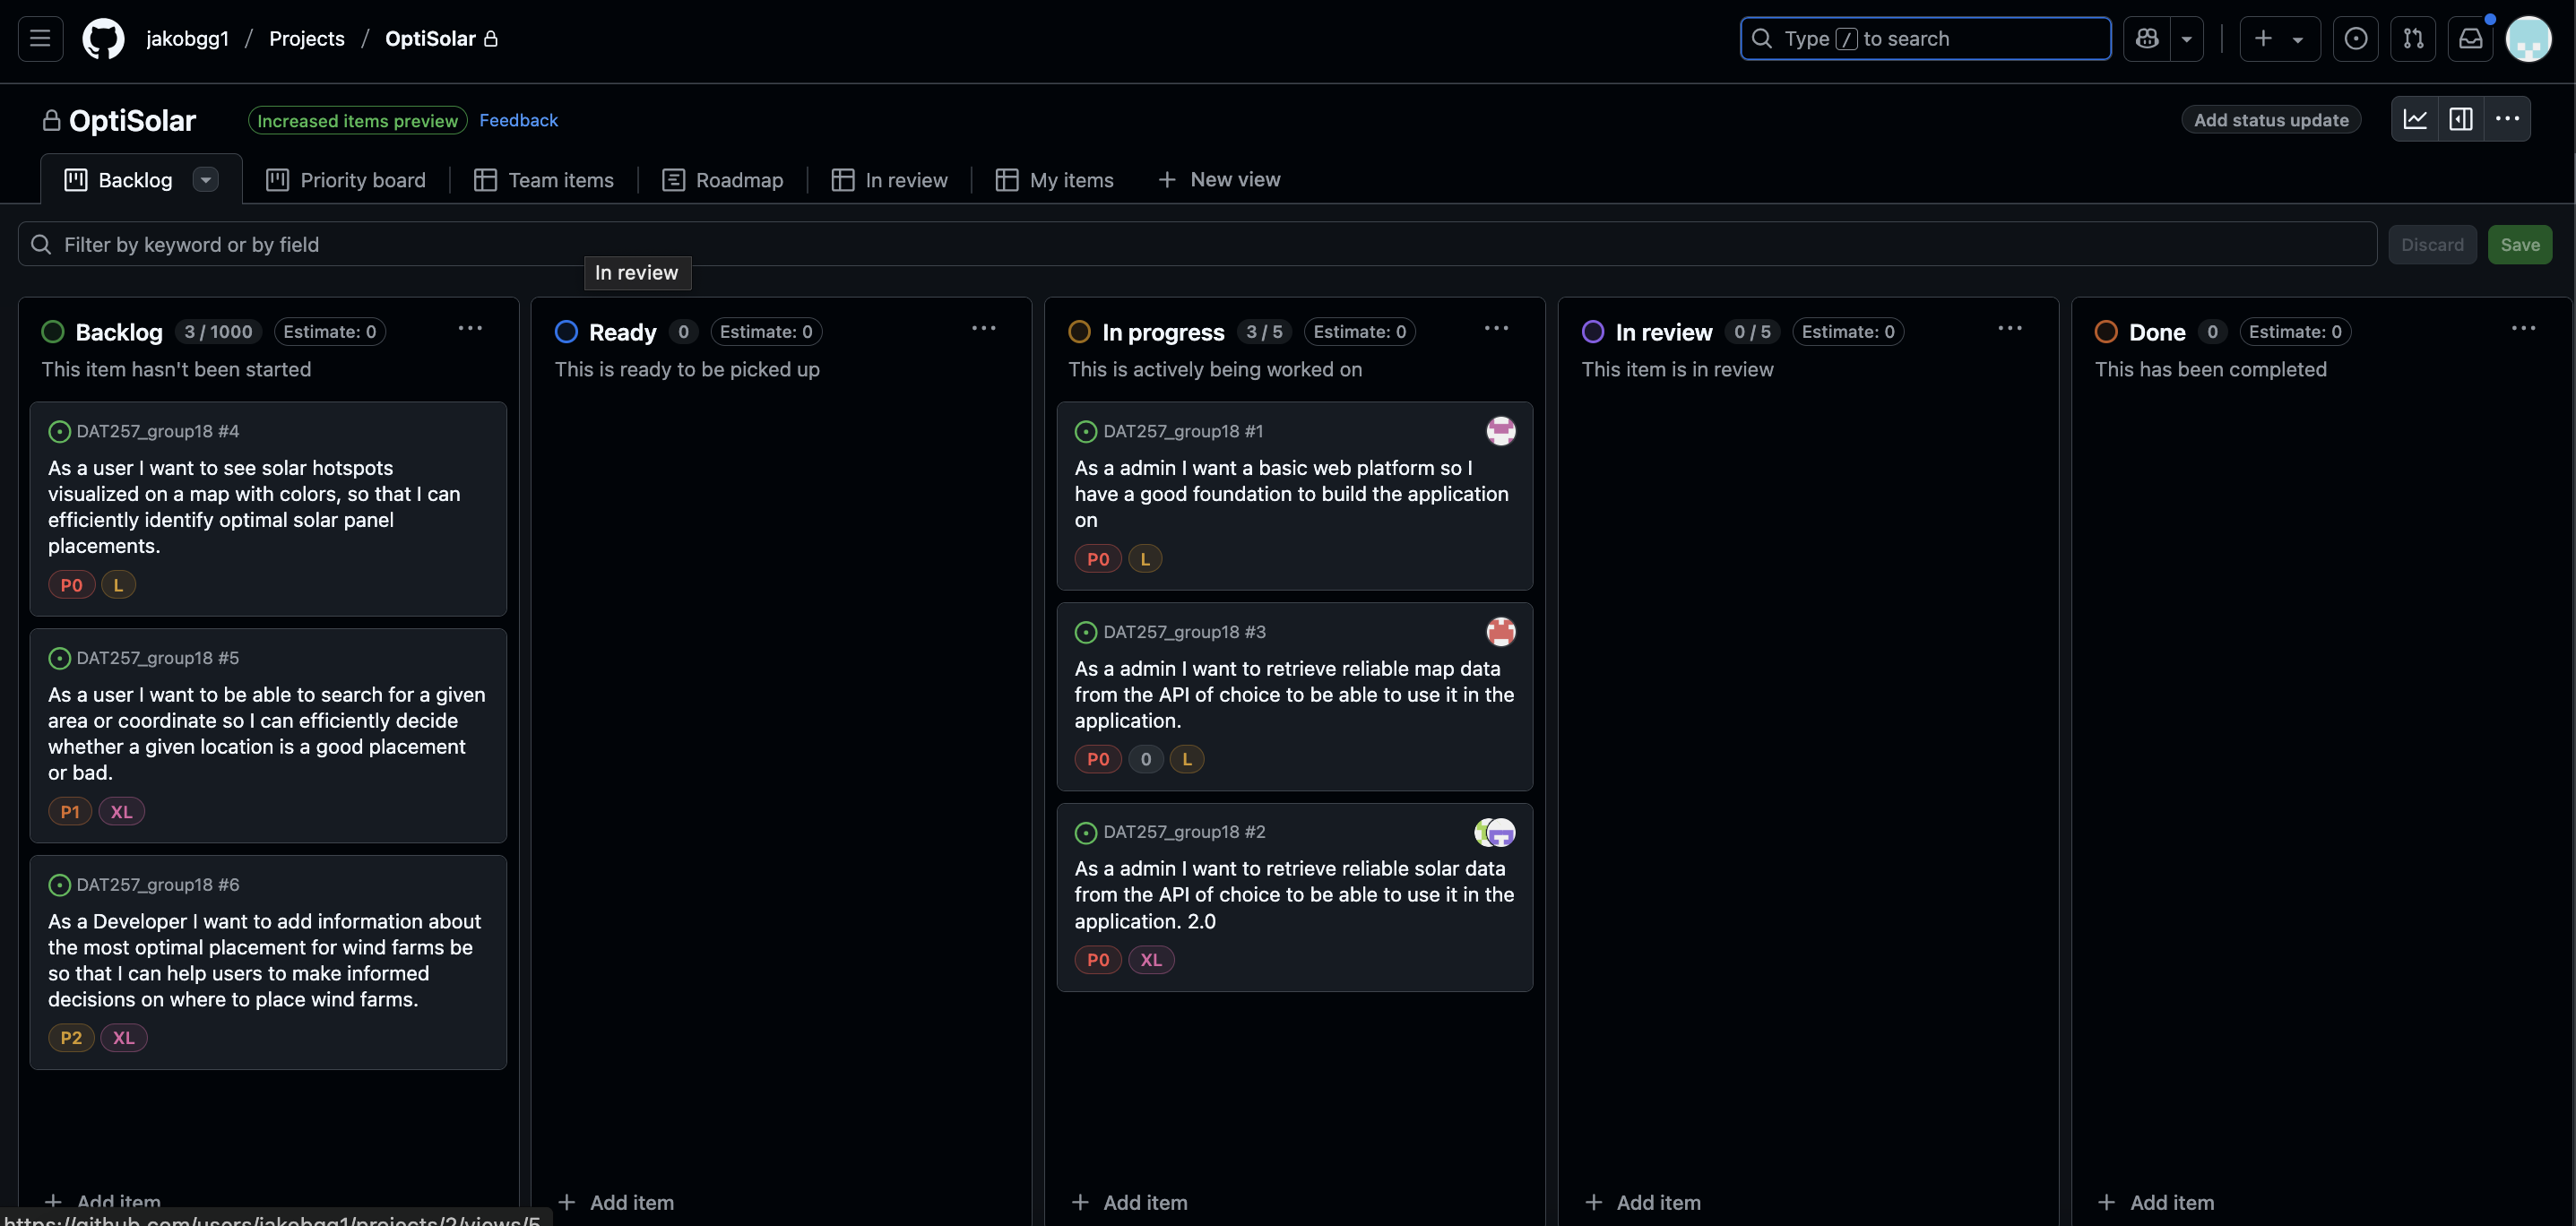 jakobgg1 / Projects / OptiSolar
Type / to search
OptiSolar
Increased items preview
Feedback
Add status update
Backlog
Priority board
Team items
Roadmap
In review
My items
New view
Filter by keyword or by field
Discard
Save
In review
Backlog 3 / 1000 Estimate: 0
This item hasn't been started
DAT257_group18 #4
As a user I want to see solar hotspots
visualized on a map with colors, so that I can
efficiently identify optimal solar panel
placements.
P0 L
DAT257_group18 #5
As a user I want to be able to search for a given
area or coordinate so I can efficiently decide
whether a given location is a good placement
or bad.
P1 XL
DAT257_group18 #6
As a Developer I want to add information about
the most optimal placement for wind farms be
so that I can help users to make informed
decisions on where to place wind farms.
P2 XL
Add item
Ready 0 Estimate: 0
This is ready to be picked up
Add item
In progress 3 / 5 Estimate: 0
This is actively being worked on
DAT257_group18 #1
As a admin I want a basic web platform so I
have a good foundation to build the application
on
P0 L
DAT257_group18 #3
As a admin I want to retrieve reliable map data
from the API of choice to be able to use it in the
application.
P0 0 L
DAT257_group18 #2
As a admin I want to retrieve reliable solar data
from the API of choice to be able to use it in the
application. 2.0
P0 XL
Add item
In review 0 / 5 Estimate: 0
This item is in review
Add item
Done 0 Estimate: 0
This has been completed
Add item
https://github.com/users/jakobgg1/projects/2/views/5